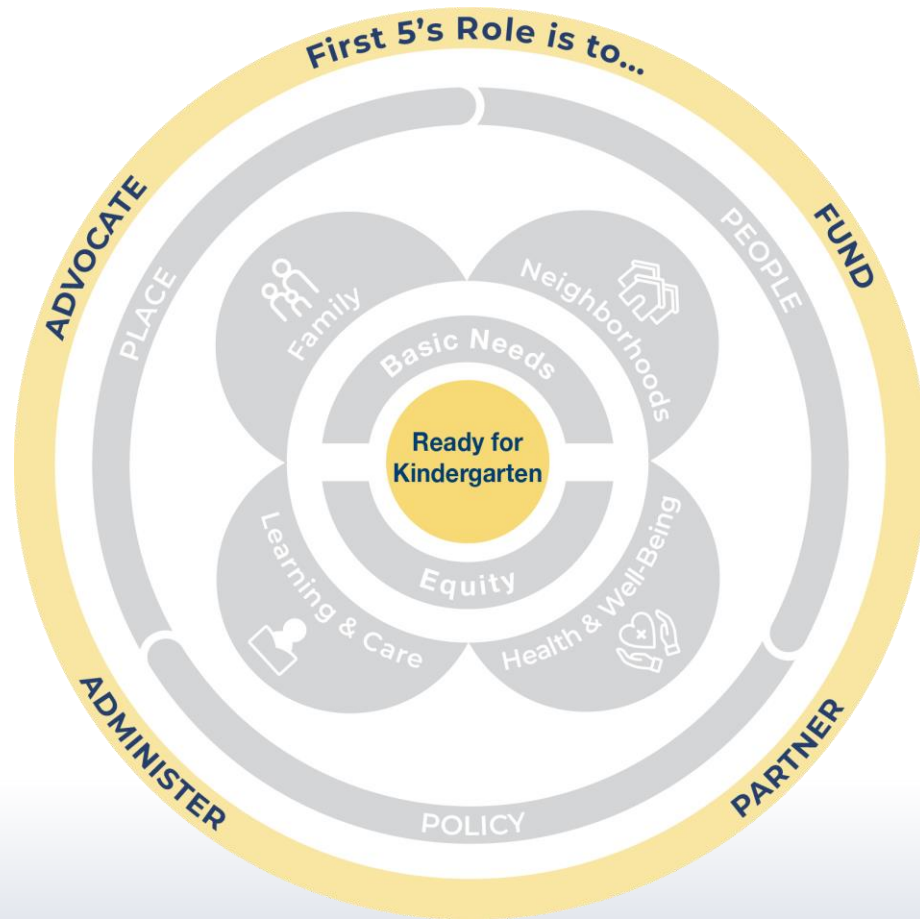 First 5's Role is to...
ADVOCATE
FUND
PLACE
PEOPLE
Family
Neighborhoods
Basic Needs
Ready for
Kindergarten
Equity
Learning & Care
Health & Well-Being
POLICY
ADMINISTER
PARTNER